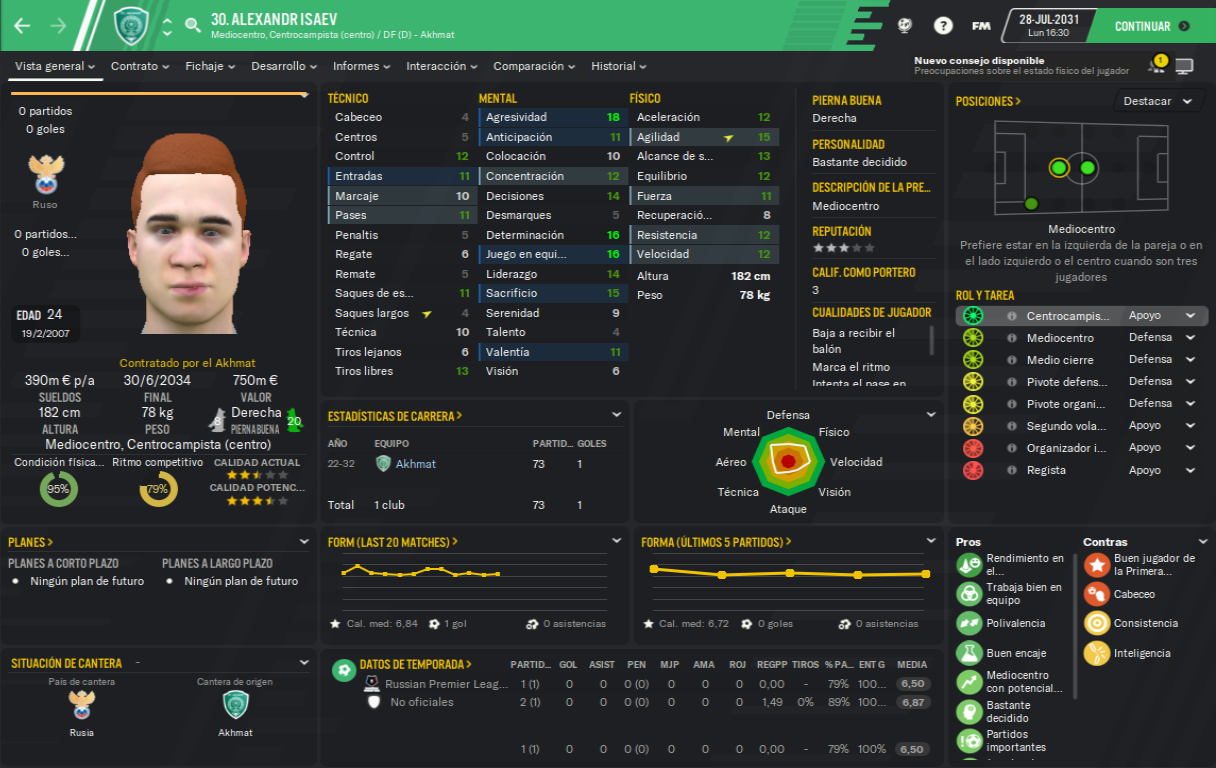 30. ALEXANDR ISAEV
Mediocentro, Centrocampista (centro) / DF (D) - Akhmat
?
FM
28-JUL-2031
Lun 16:30
CONTINUAR
Vista general
Contrato
Fichaje
Desarrollo
Informes
Interacción
Comparación
Historial
Nuevo consejo disponible
Preocupaciones sobre el estado físico del jugador
1
0 partidos
0 goles
Ruso
0 partidos...
0 goles...
EDAD 24
19/2/2007
Contratado por el Akhmat
390m € p/a
30/6/2034
750m €
SUELDOS
FINAL
VALOR
182 cm
78 kg
8
Derecha
20
ALTURA
PESO
PIERNA BUENA
Mediocentro, Centrocampista (centro)
Condición física...
Ritmo competitivo
95%
79%
CALIDAD ACTUAL
CALIDAD POTENC...
TÉCNICO
Cabeceo 4
Centros 5
Control 12
Entradas 11
Marcaje 10
Pases 11
Penaltis 5
Regate 6
Remate 5
Saques de es... 11
Saques largos 4
Técnica 10
Tiros lejanos 6
Tiros libres 13
MENTAL
Agresividad 18
Anticipación 11
Colocación 10
Concentración 12
Decisiones 14
Desmarques 5
Determinación 16
Juego en equi... 16
Liderazgo 14
Sacrificio 15
Serenidad 9
Talento 4
Valentía 11
Visión 6
FÍSICO
Aceleración 12
Agilidad 15
Alcance de s... 13
Equilibrio 12
Fuerza 11
Recuperació... 8
Resistencia 12
Velocidad 12
Altura 182 cm
Peso 78 kg
PIERNA BUENA
Derecha
PERSONALIDAD
Bastante decidido
DESCRIPCIÓN DE LA PRE...
Mediocentro
REPUTACIÓN
CALIF. COMO PORTERO
3
CUALIDADES DE JUGADOR
Baja a recibir el
balón
Marca el ritmo
Intenta el pase en
POSICIONES >
Destacar
Mediocentro
Prefiere estar en la izquierda de la pareja o en
el lado izquierdo o el centro cuando son tres
jugadores
ROL Y TAREA
Centrocampis... Apoyo
Mediocentro Defensa
Medio cierre Defensa
Pivote defens... Defensa
Pivote organi... Defensa
Segundo vola... Apoyo
Organizador i... Apoyo
Regista Apoyo
ESTADÍSTICAS DE CARRERA >
AÑO EQUIPO PARTID... GOLES
22-32 Akhmat 73 1
Total 1 club 73 1
Defensa
Mental
Físico
Aéreo
Velocidad
Técnica
Visión
Ataque
PLANES >
PLANES A CORTO PLAZO
PLANES A LARGO PLAZO
Ningún plan de futuro
Ningún plan de futuro
FORM (LAST 20 MATCHES) >
Cal. med: 6,84 1 gol 0 asistencias
FORMA (ÚLTIMOS 5 PARTIDOS) >
Cal. med: 6,72 0 goles 0 asistencias
Pros
Rendimiento en
el...
Trabaja bien en
equipo
Polivalencia
Buen encaje
Mediocentro
con potencial...
Bastante
decidido
Partidos
importantes
Contras
Buen jugador de
la Primera...
Cabeceo
Consistencia
Inteligencia
SITUACIÓN DE CANTERA -
País de cantera
Cantera de origen
Rusia
Akhmat
DATOS DE TEMPORADA > PARTID... GOL ASIST PEN MJP AMA ROJ REGPP TIROS % PA... ENT G MEDIA
Russian Premier Leag... 1 (1) 0 0 0 (0) 0 0 0 0,00 - 79% 100... 6,50
No oficiales 2 (1) 0 0 0 (0) 0 0 0 1,49 0% 89% 100... 6,87
1 (1) 0 0 0 (0) 0 0 0 0,00 - 79% 100% 6,50